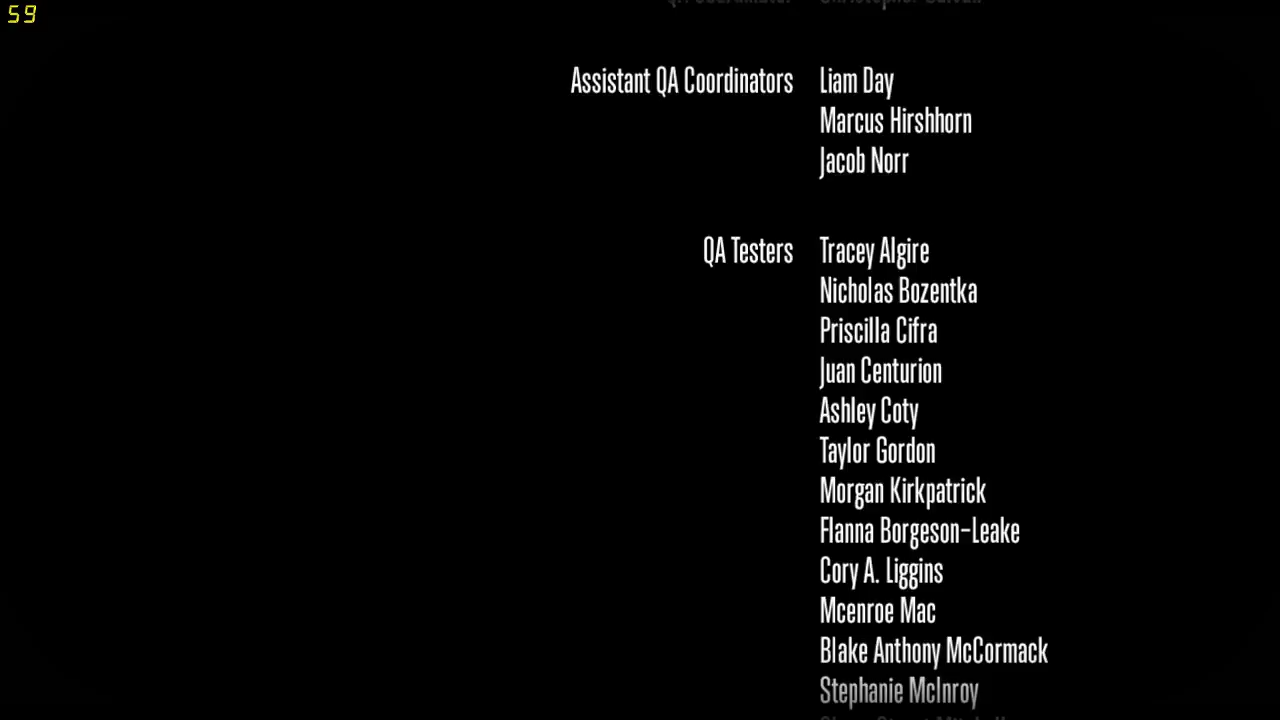 59
Assistant QA Coordinators Liam Day
Marcus Hirshhorn
Jacob Norr
QA Testers Tracey Algire
Nicholas Bozentka
Priscilla Cifra
Juan Centurion
Ashley Coty
Taylor Gordon
Morgan Kirkpatrick
Flanna Borgeson-Leake
Cory A. Liggins
Mcenroe Mac
Blake Anthony McCormack
Stephanie McInroy